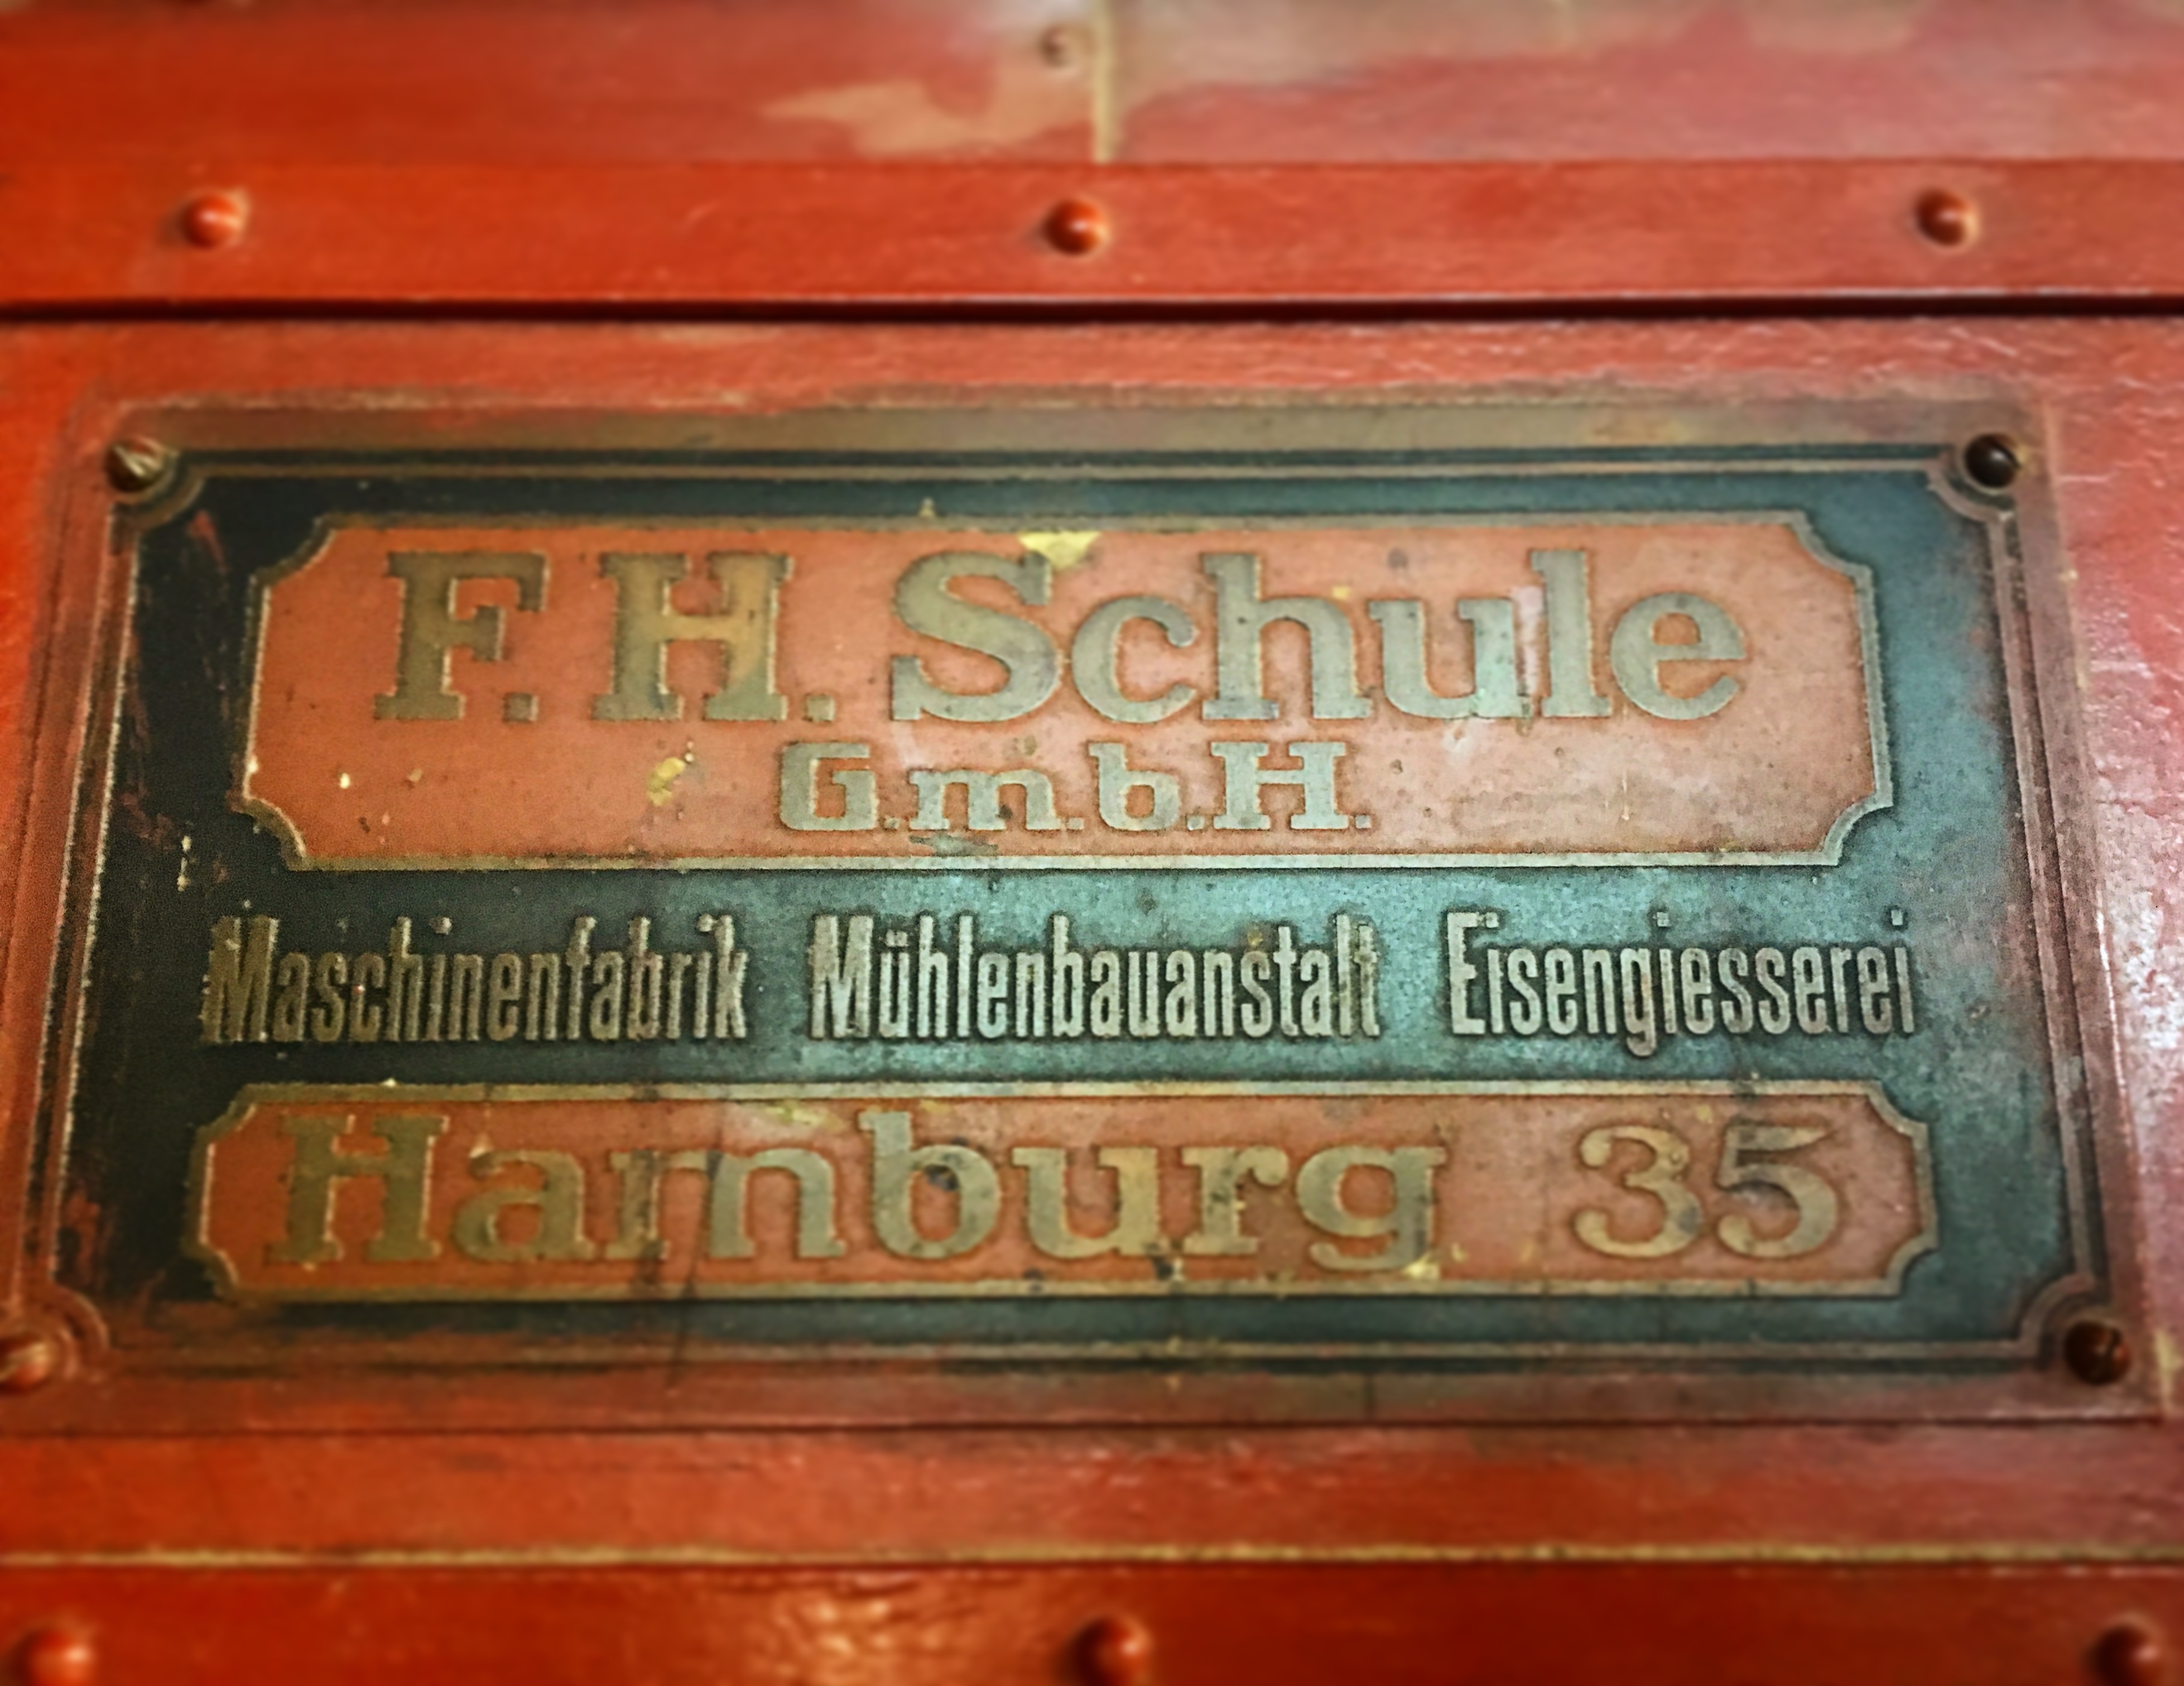 F. H. Schule
G.m.b.H.
Maschinenfabrik Mühlenbauanstalt Eisengiesserei
Hamburg 35